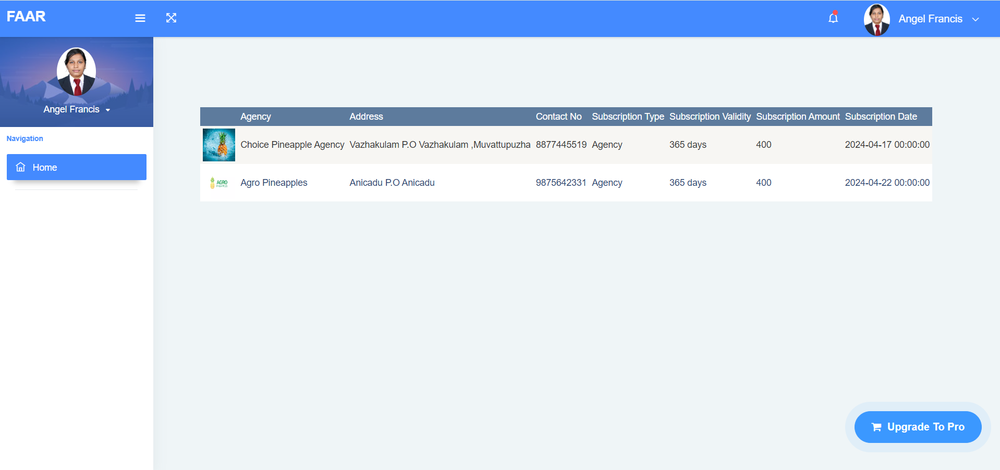 FAAR
Angel Francis
Angel Francis
Navigation
Home
Agency Address Contact No Subscription Type Subscription Validity Subscription Amount Subscription Date
Choice Pineapple Agency Vazhakulam P.O Vazhakulam ,Muvattupuzha 8877445519 Agency 365 days 400 2024-04-17 00:00:00
AGRO
PINEAPPLES
Agro Pineapples Anicadu P.O Anicadu 9875642331 Agency 365 days 400 2024-04-22 00:00:00
Upgrade To Pro